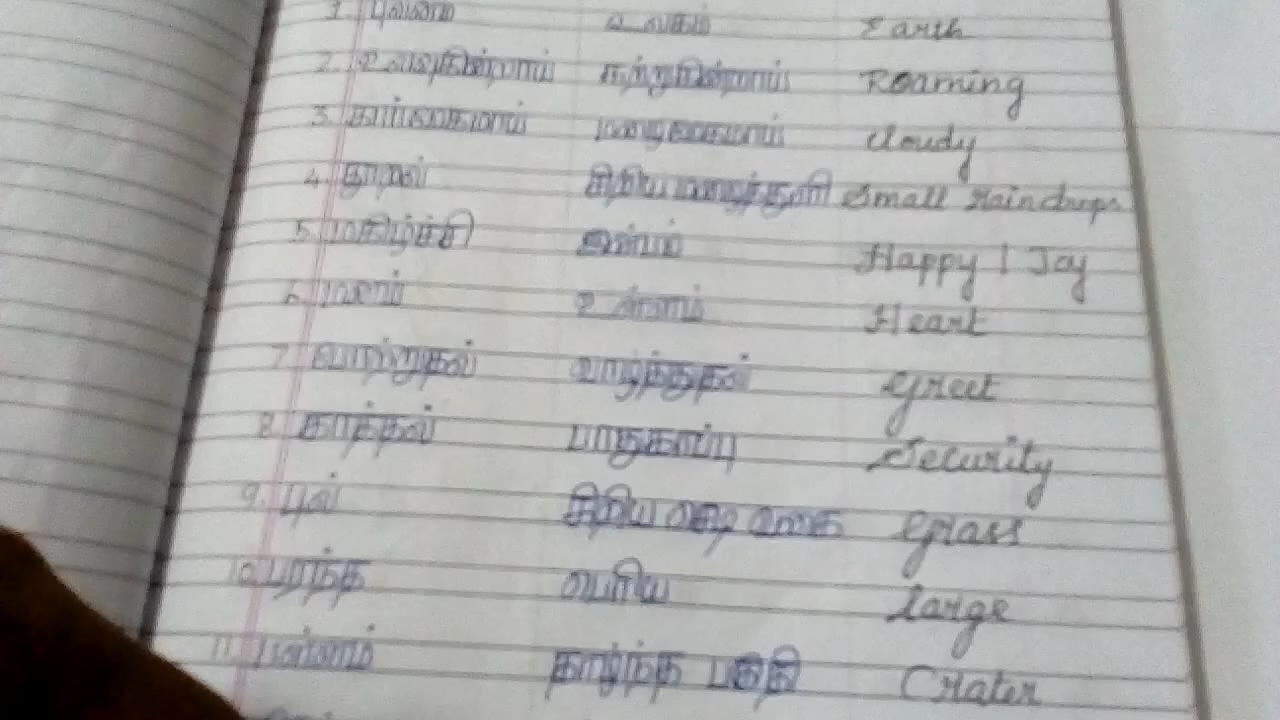 உலகம் Earth
2. உலவுகின்றாய் சுற்றுகின்றாய் Roaming
3. கார்முகமாய் மழைமுகமாய் Cloudy
4. தூறல் சிறிய மழைத்துளி Small raindrops
5. மகிழ்ச்சி இன்பம் Happy / Joy
6. மனம் உள்ளம் Heart
7. போற்றுதல் வாழ்த்துதல் Greet
8. காத்தல் பாதுகாப்பு Security
9. புல் சிறிய செடி வகை Grass
10. பரந்த பெரிய Large
11. பள்ளம் தாழ்ந்த பகுதி Crater